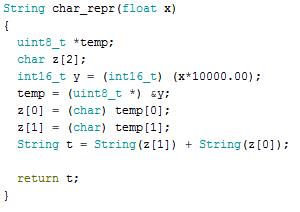 String char_repr(float x)
{
uint8_t *temp;
char z[2];
int16_t y = (int16_t) (x*10000.00);
temp = (uint8_t *) &y;
z[0] = (char) temp[0];
z[1] = (char) temp[1];
String t = String(z[1]) + String(z[0]);
return t;
}